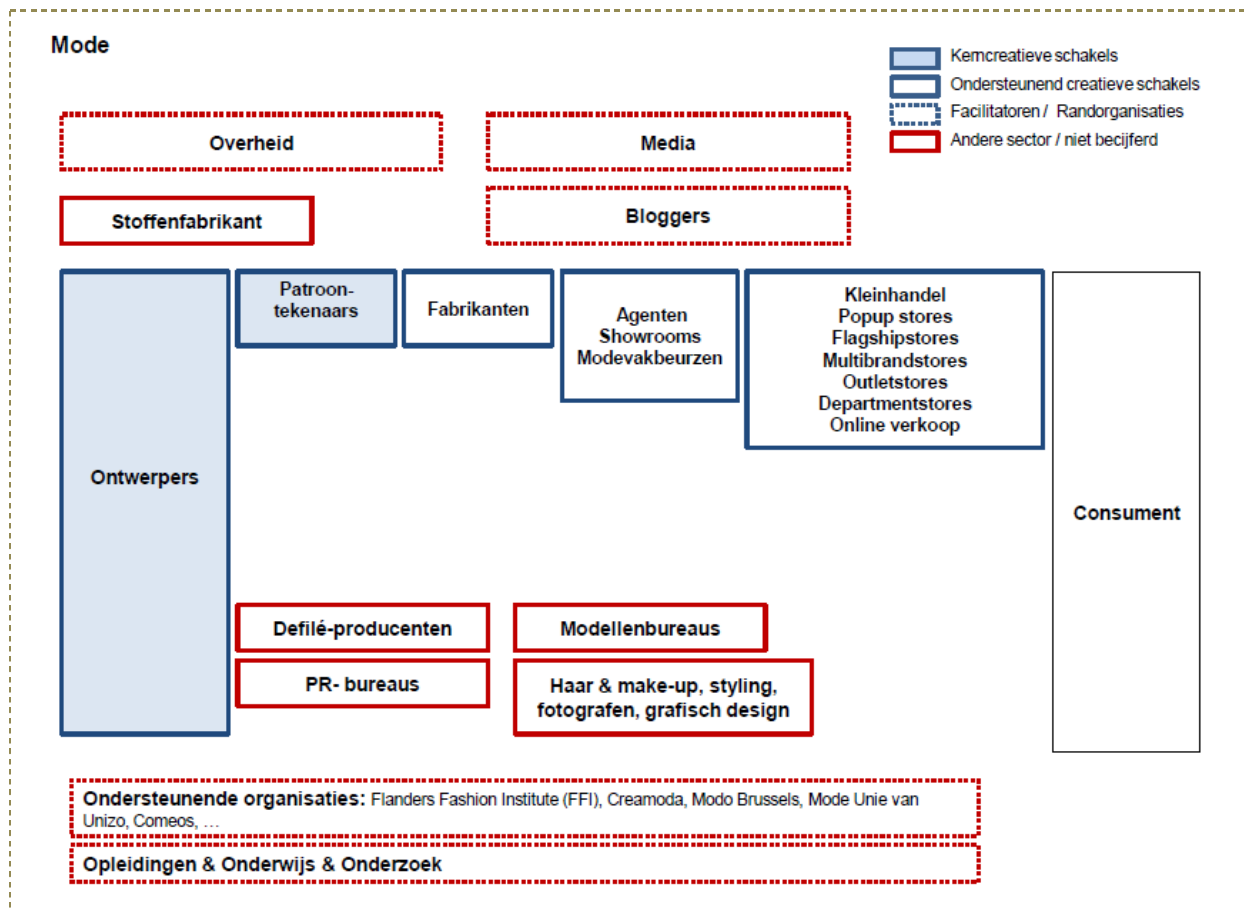 Mode
Kerncreatieve schakels
Ondersteunend creatieve schakels
Facilitatoren / Randorganisaties
Andere sector / niet becijferd
Overheid
Media
Stoffenfabrikant
Bloggers
Ontwerpers
Patroon-
tekenaars
Fabrikanten
Agenten
Showrooms
Modevakbeurzen
Kleinhandel
Popup stores
Flagshipstores
Multibrandstores
Outletstores
Departmentstores
Online verkoop
Consument
Defilé-producenten
Modellenbureaus
PR- bureaus
Haar & make-up, styling,
fotografen, grafisch design
Ondersteunende organisaties: Flanders Fashion Institute (FFI), Creamoda, Modo Brussels, Mode Unie van
Unizo, Comeos, …
Opleidingen & Onderwijs & Onderzoek